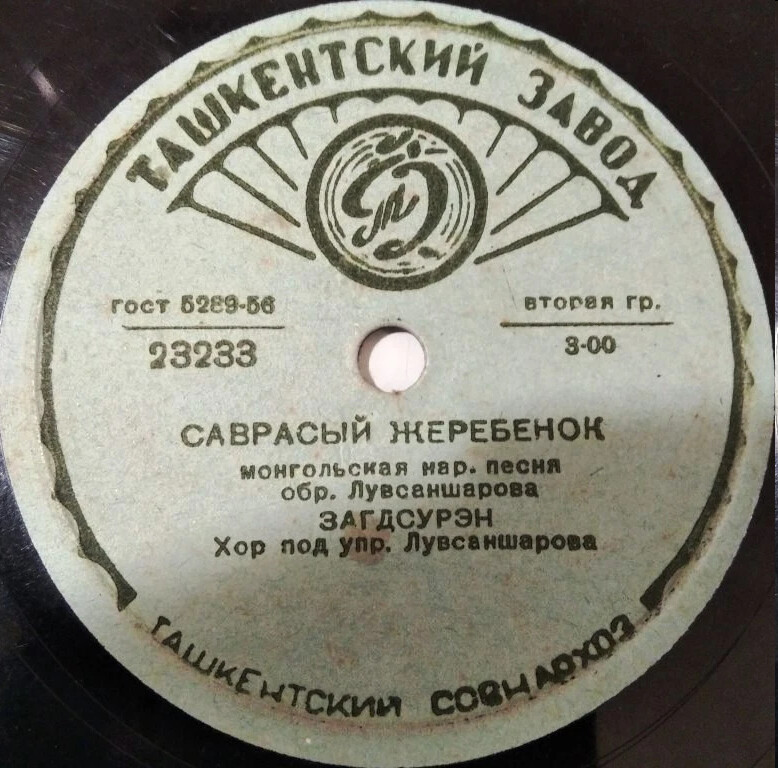 ТАШКЕНТСКИЙ ЗАВОД
ГОСТ 5289-56
вторая гр.
23233
3-00
САВРАСЫЙ ЖЕРЕБЕНОК
монгольская нар. песня
обр. Лувсаншарова
ЗАГДСУРЭН
Хор под упр. Лувсаншарова
ТАШКЕНТСКИЙ СОВНАРХОЗ